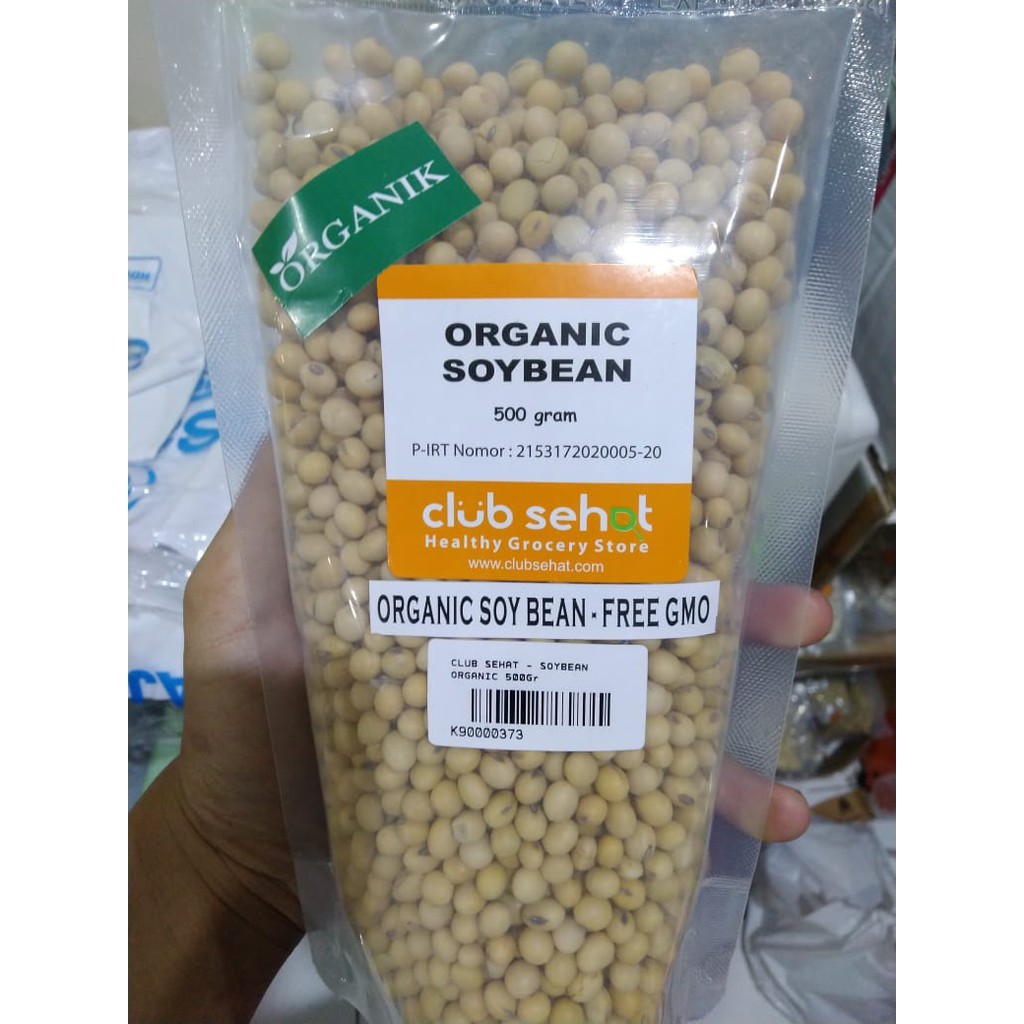 ORGANIK
ORGANIC
SOYBEAN
500 gram
P-IRT Nomor : 2153172020005-20
club sehat
Healthy Grocery Store
www.clubsehat.com
ORGANIC SOY BEAN - FREE GMO
CLUB SEHAT - SOYBEAN
ORGANIC 500Gr
K90000373